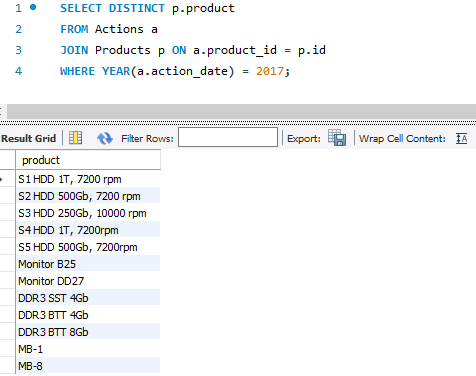 1 SELECT DISTINCT p.product
2 FROM Actions a
3 JOIN Products p ON a.product_id = p.id
4 WHERE YEAR(a.action_date) = 2017;
Result Grid Filter Rows: Export: Wrap Cell Content: IA
product
S1 HDD 1T, 7200 rpm
S2 HDD 500Gb, 7200 rpm
S3 HDD 250Gb, 10000 rpm
S4 HDD 1T, 7200rpm
S5 HDD 500Gb, 7200rpm
Monitor B25
Monitor DD27
DDR3 SST 4Gb
DDR3 BTT 4Gb
DDR3 BTT 8Gb
MB-1
MB-8